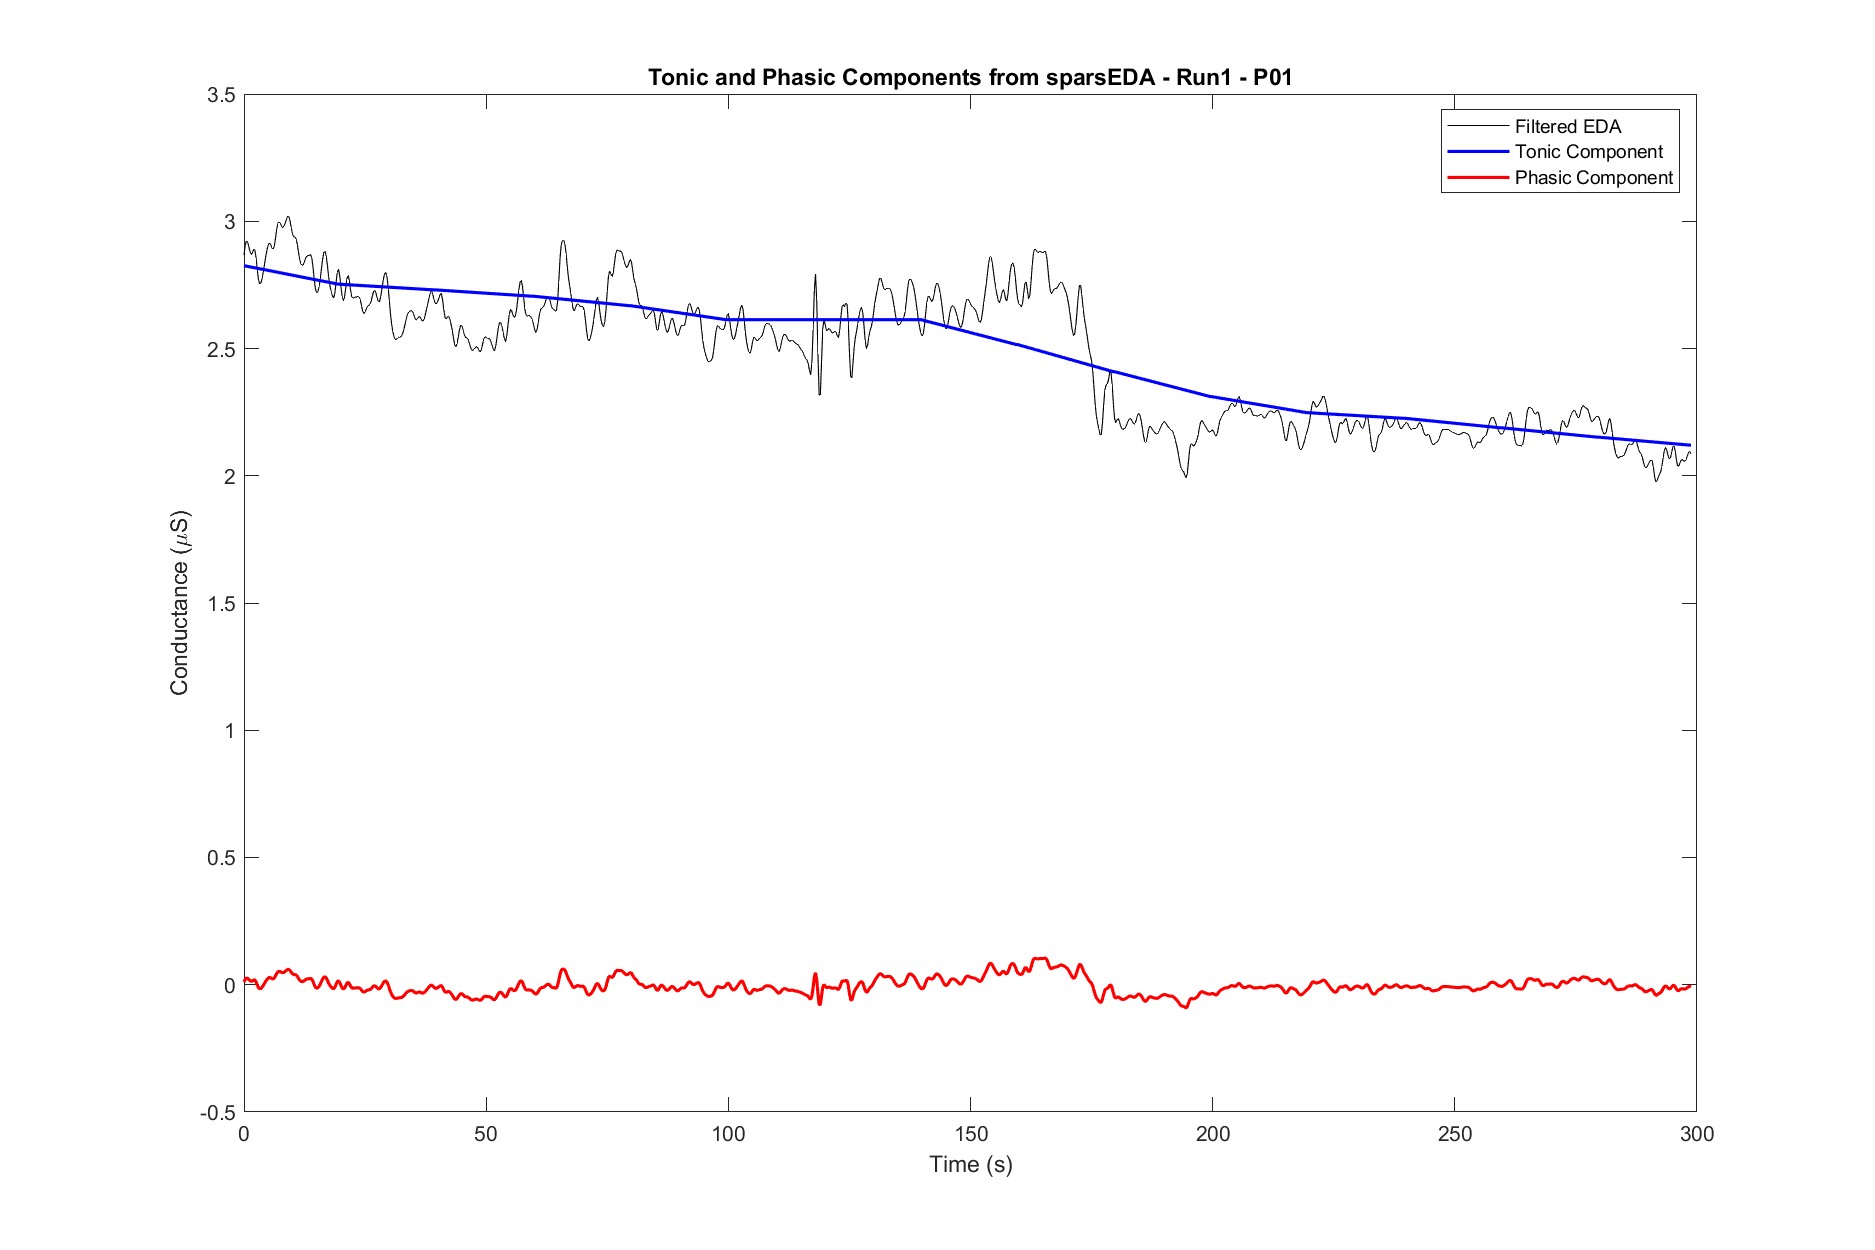 Tonic and Phasic Components from sparsEDA - Run1 - P01
3.5
Filtered EDA
Tonic Component
Phasic Component
3
2.5
2
1.5
1
0.5
0
-0.5
Conductance (μS)
0 50 100 150 200 250 300
Time (s)